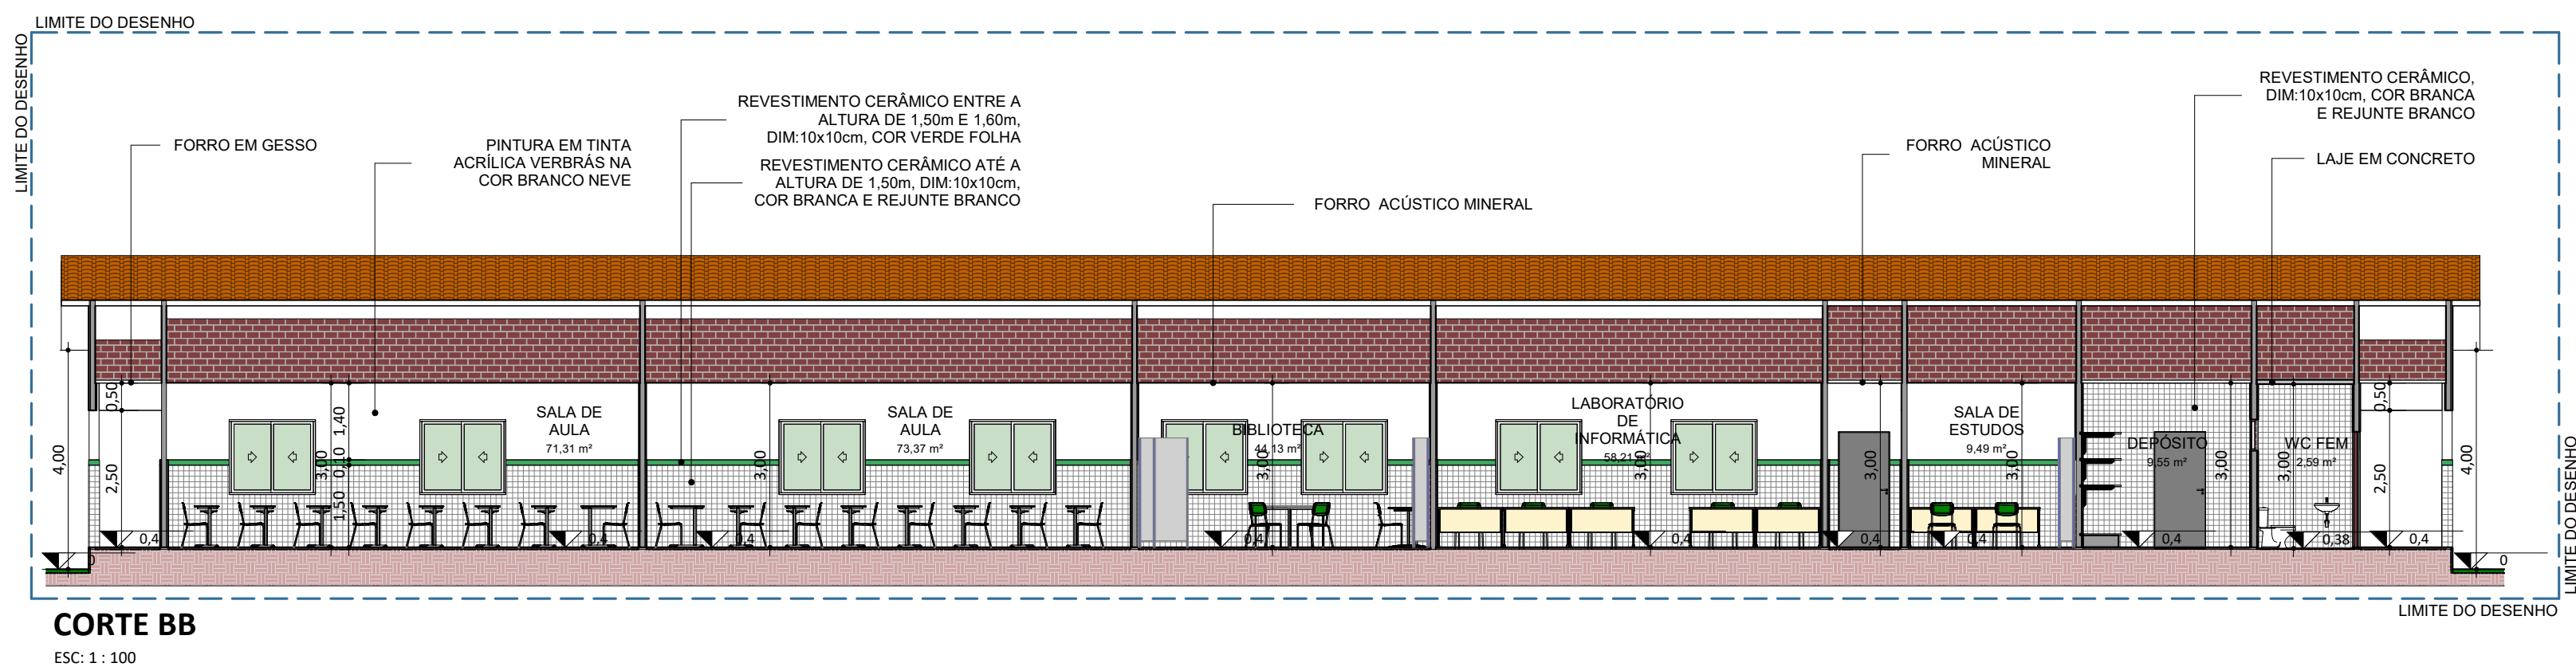 LIMITE DO DESENHO
LIMITE DO DESENHO
FORRO EM GESSO
PINTURA EM TINTA
ACRÍLICA VERBRÁS NA
COR BRANCO NEVE
REVESTIMENTO CERÂMICO ENTRE A
ALTURA DE 1,50m E 1,60m,
DIM:10x10cm, COR VERDE FOLHA
REVESTIMENTO CERÂMICO ATÉ A
ALTURA DE 1,50m, DIM:10x10cm,
COR BRANCA E REJUNTE BRANCO
FORRO ACÚSTICO MINERAL
FORRO ACÚSTICO
MINERAL
REVESTIMENTO CERÂMICO,
DIM:10x10cm, COR BRANCA
E REJUNTE BRANCO
LAJE EM CONCRETO
4,00
0,50
2,50
0,4
0
3,00
1,40
0,10
1,50
SALA DE
AULA
71,31 m²
0,4
SALA DE
AULA
73,37 m²
3,00
0,4
BIBLIOTECA
44,13 m²
3,00
0,4
LABORATÓRIO
DE
INFORMÁTICA
58,21 m²
3,00
0,4
3,00
0,4
SALA DE
ESTUDOS
9,49 m²
3,00
0,4
DEPÓSITO
9,55 m²
3,00
0,4
WC FEM
2,59 m²
3,00
0,38
0,50
2,50
0,4
4,00
0
LIMITE DO DESENHO
LIMITE DO DESENHO
CORTE BB
ESC: 1 : 100